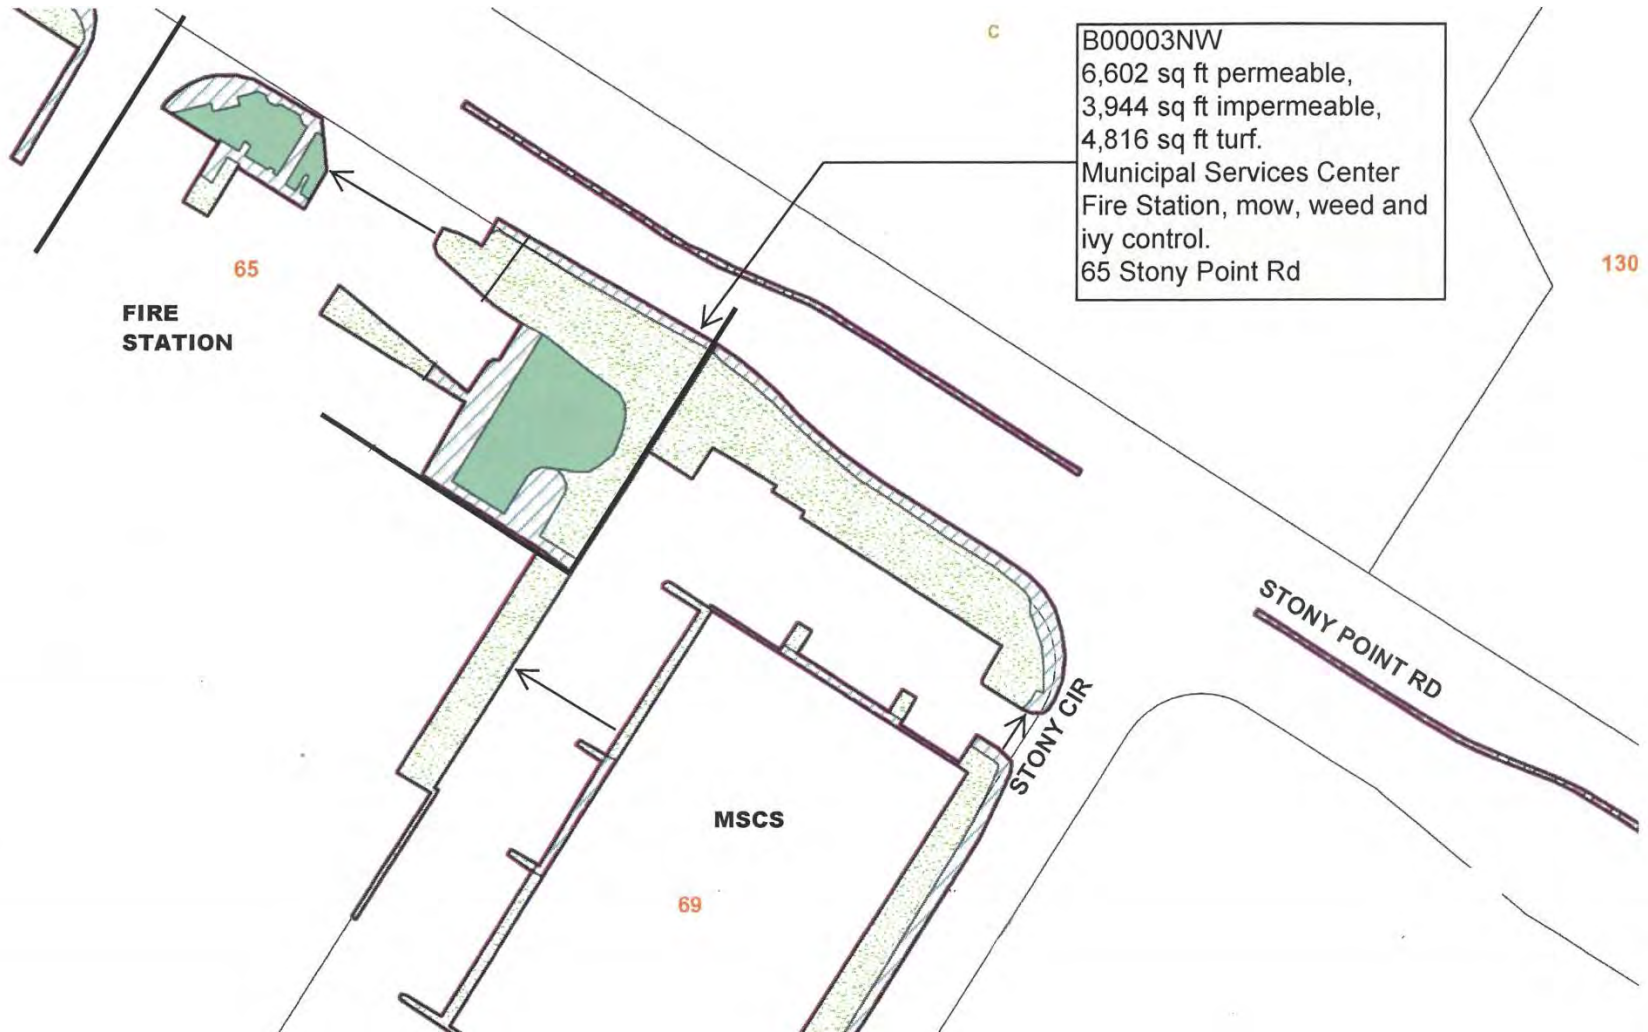 C
B00003NW
6,602 sq ft permeable,
3,944 sq ft impermeable,
4,816 sq ft turf.
Municipal Services Center
Fire Station, mow, weed and
ivy control.
65 Stony Point Rd
130
65
FIRE
STATION
STONY POINT RD
STONY CIR
MSCS
69